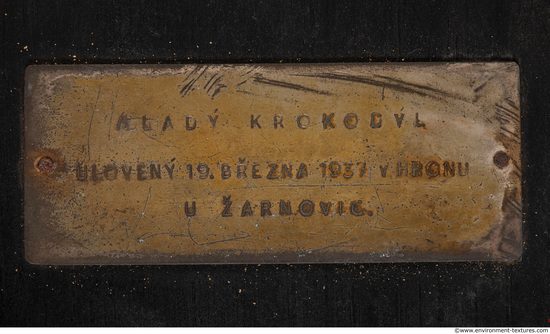 MLADÝ KROKODÝL
ULOVENÝ 19. BŘEZNA 1937 V HRONU
U ŽARNOVIC.
www.environment-textures.com